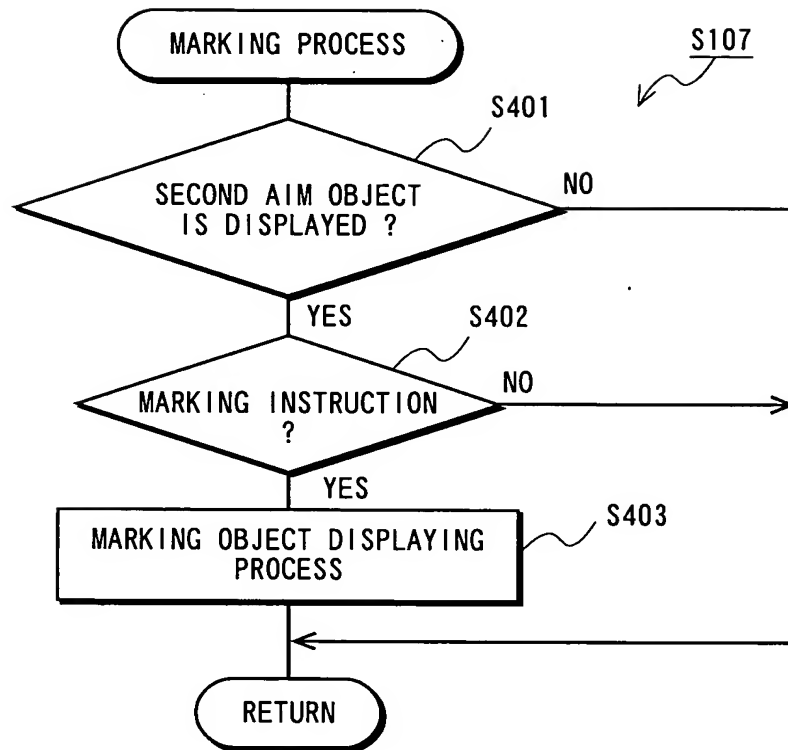 MARKING PROCESS
S107
S401
SECOND AIM OBJECT
IS DISPLAYED ?
NO
YES
S402
MARKING INSTRUCTION
?
NO
YES
S403
MARKING OBJECT DISPLAYING
PROCESS
RETURN